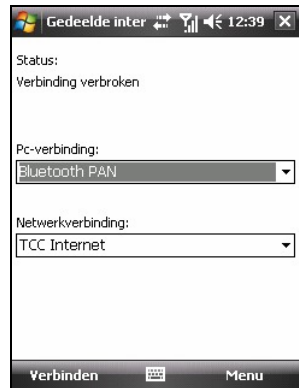 Gedeelde inter 12:39
Status:
Verbinding verbroken
Pc-verbinding:
Bluetooth PAN
Netwerkverbinding:
TCC Internet
Verbinden Menu